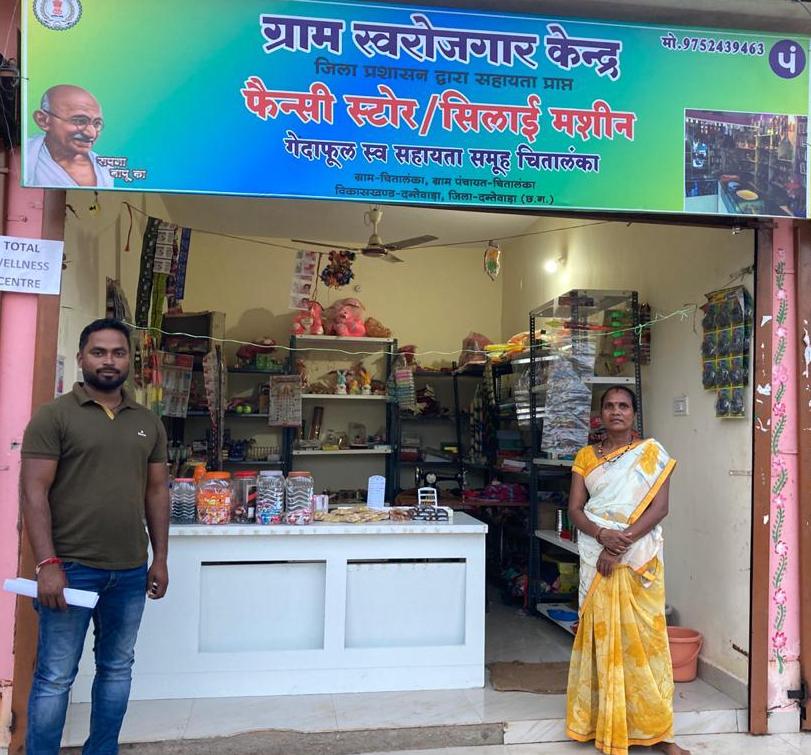 ग्राम स्वरोजगार केन्द्र
मो.9752439463
जिला प्रशासन द्वारा सहायता प्राप्त
फैन्सी स्टोर/सिलाई मशीन
गेदाफूल स्व सहायता समूह चितालंका
ग्राम-चितालंका, ग्राम पंचायत-चितालंका
विकासखण्ड-दन्तेवाड़ा, जिला-दन्तेवाड़ा (छ.ग.)
बापू का
TOTAL
WELLNESS
CENTRE